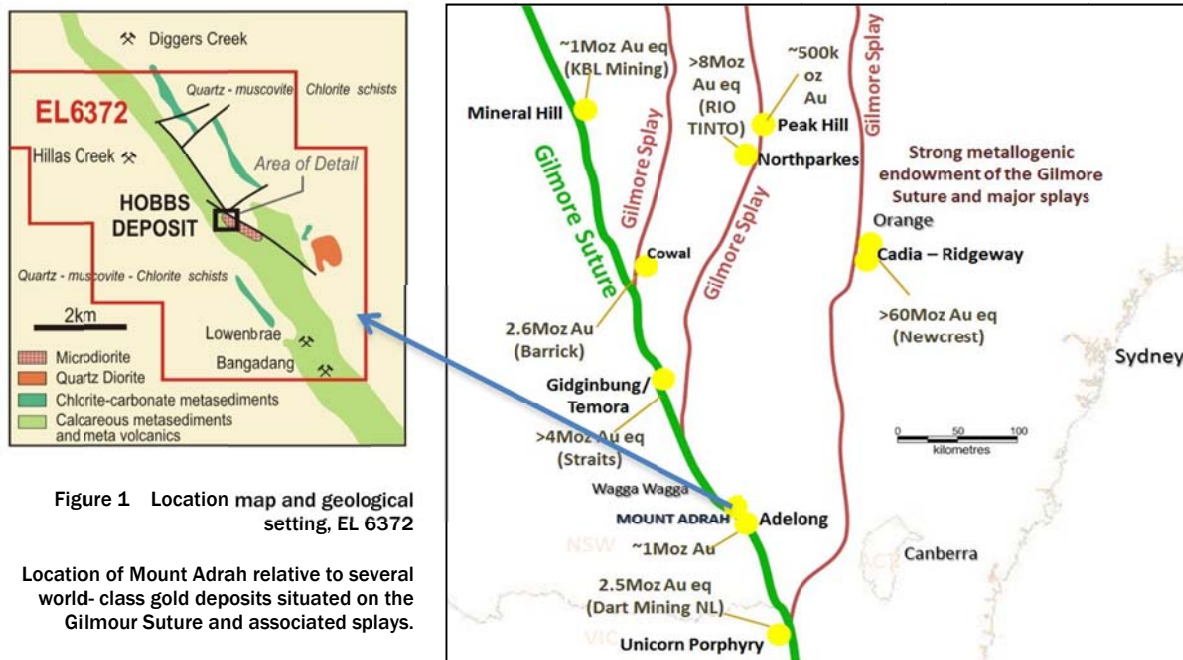 Diggers Creek
Quartz - muscovite - Chlorite schists
EL6372
Hillas Creek
Area of Detail
HOBBS
DEPOSIT
Quartz - muscovite - Chlorite schists
2km
Lowenbrae
Bangadang
Microdiorite
Quartz Diorite
Chlcrite-carbonate metasediments
Calcareous metasediments
and meta volcanics
Figure 1 Location map and geological
setting, EL 6372
Location of Mount Adrah relative to several
world- class gold deposits situated on the
Gilmour Suture and associated splays.
~1Moz Au eq
(KBL Mining)
Mineral Hill
Gilmore Suture
Gilmore Splay
>8Moz
Au eq
(RIO
TINTO)
~500k
oz
Au
Peak Hill
Northparkes
Gilmore Splay
Gilmore Splay
Strong metallogenic
endowment of the Gilmore
Suture and major splays
Orange
Cadia – Ridgeway
>60Moz Au eq
(Newcrest)
Sydney
Cowal
2.6Moz Au
(Barrick)
Gidginbung/
Temora
>4Moz Au eq
(Straits)
0 50 100
kilometres
Wagga Wagga
MOUNT ADRAH
Adelong
~1Moz Au
NSW
ACT
Canberra
2.5Moz Au eq
(Dart Mining NL)
VIC
Unicorn Porphyry